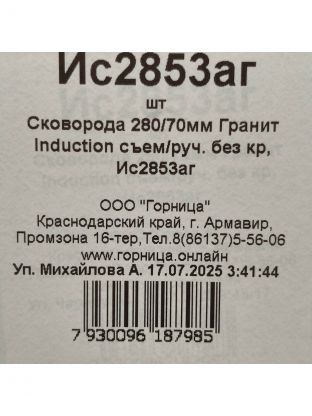 Ис2853аг
шт
Сковорода 280/70мм Гранит
Induction съем/руч. без кр,
Ис2853аг
ООО "Горница"
Краснодарский край, г. Армавир,
Промзона 16-тер,Тел.8(86137)5-56-06
www.горница.онлайн
Уп. Михайлова А. 17.07.2025 3:41:44
7 930096 187985